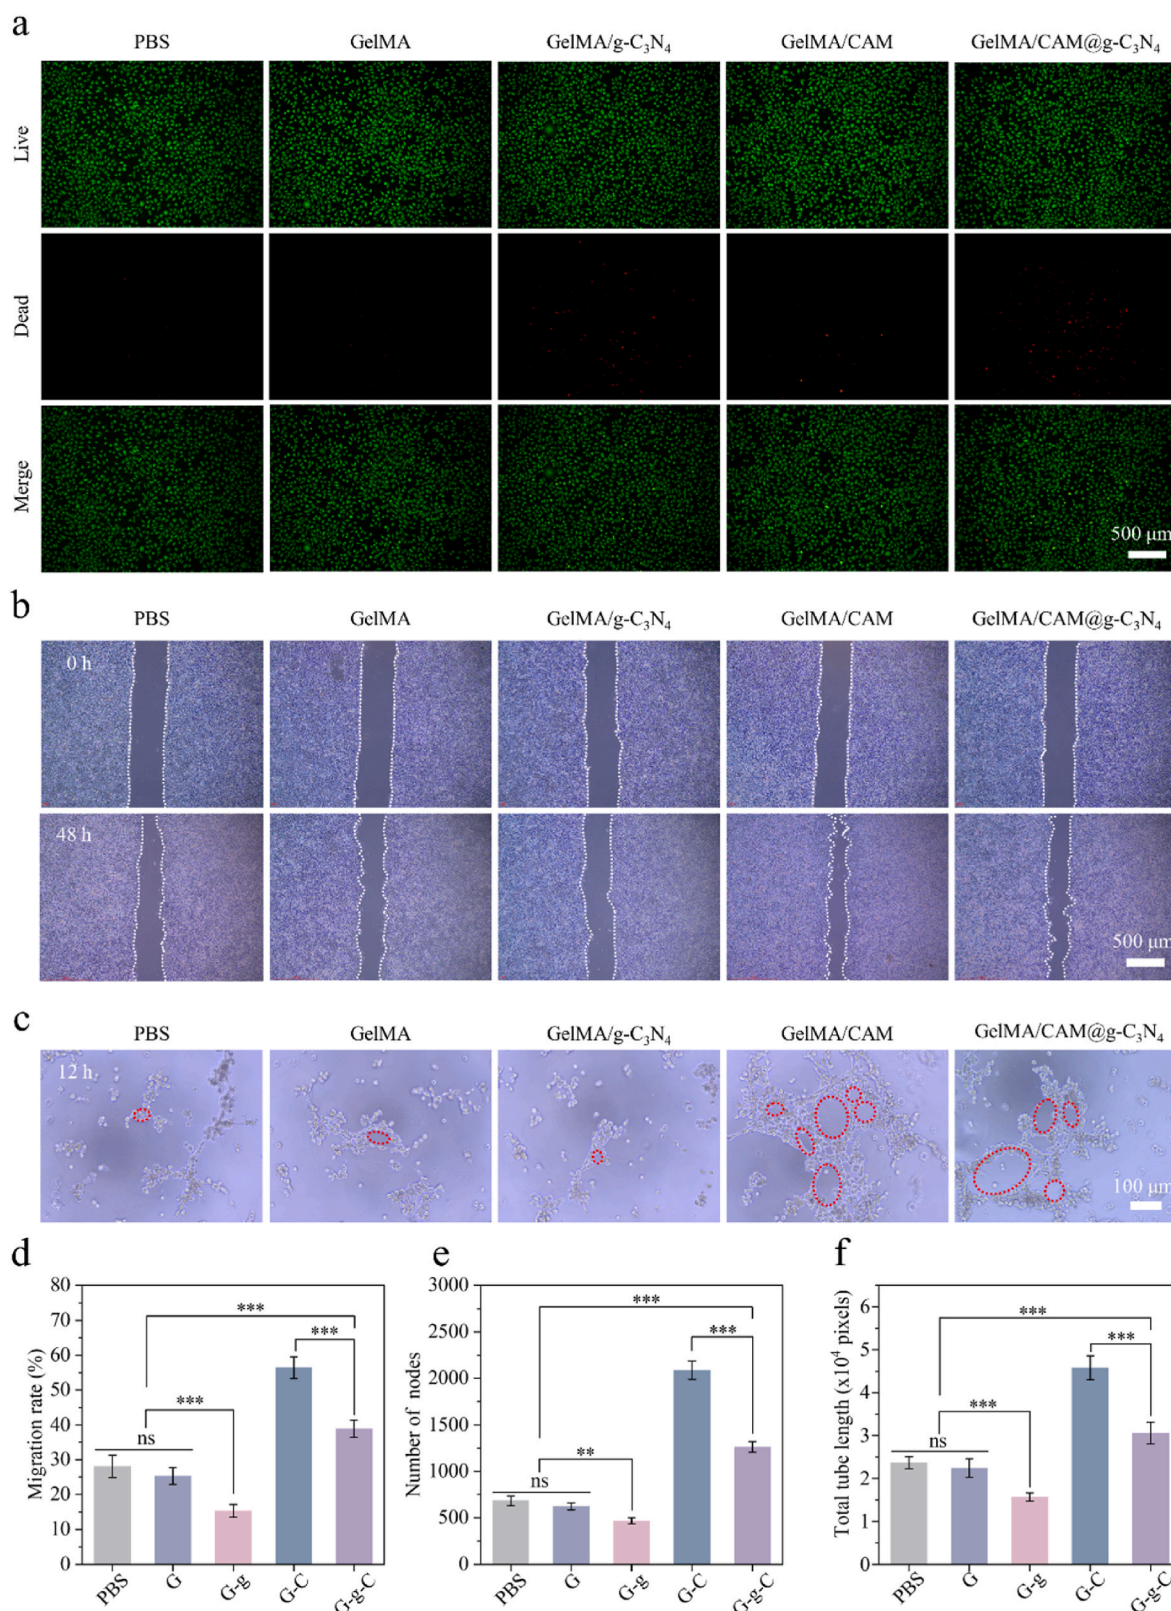 a
PBS GelMA GelMA/g-C₃N₄ GelMA/CAM GelMA/CAM@g-C₃N₄
Live
Dead
Merge
500 μm
b
PBS GelMA GelMA/g-C₃N₄ GelMA/CAM GelMA/CAM@g-C₃N₄
0 h
48 h
500 μm
c
PBS GelMA GelMA/g-C₃N₄ GelMA/CAM GelMA/CAM@g-C₃N₄
12 h
100 μm
d
Migration rate (%)
80
70
60
50
40
30
20
10
0
***
***
***
ns
PBS G G-g G-C G-g-C
e
Number of nodes
3000
2500
2000
1500
1000
500
0
***
***
**
ns
PBS G G-g G-C G-g-C
f
Total tube length (x10⁴ pixels)
6
5
4
3
2
1
0
***
***
***
ns
PBS G G-g G-C G-g-C